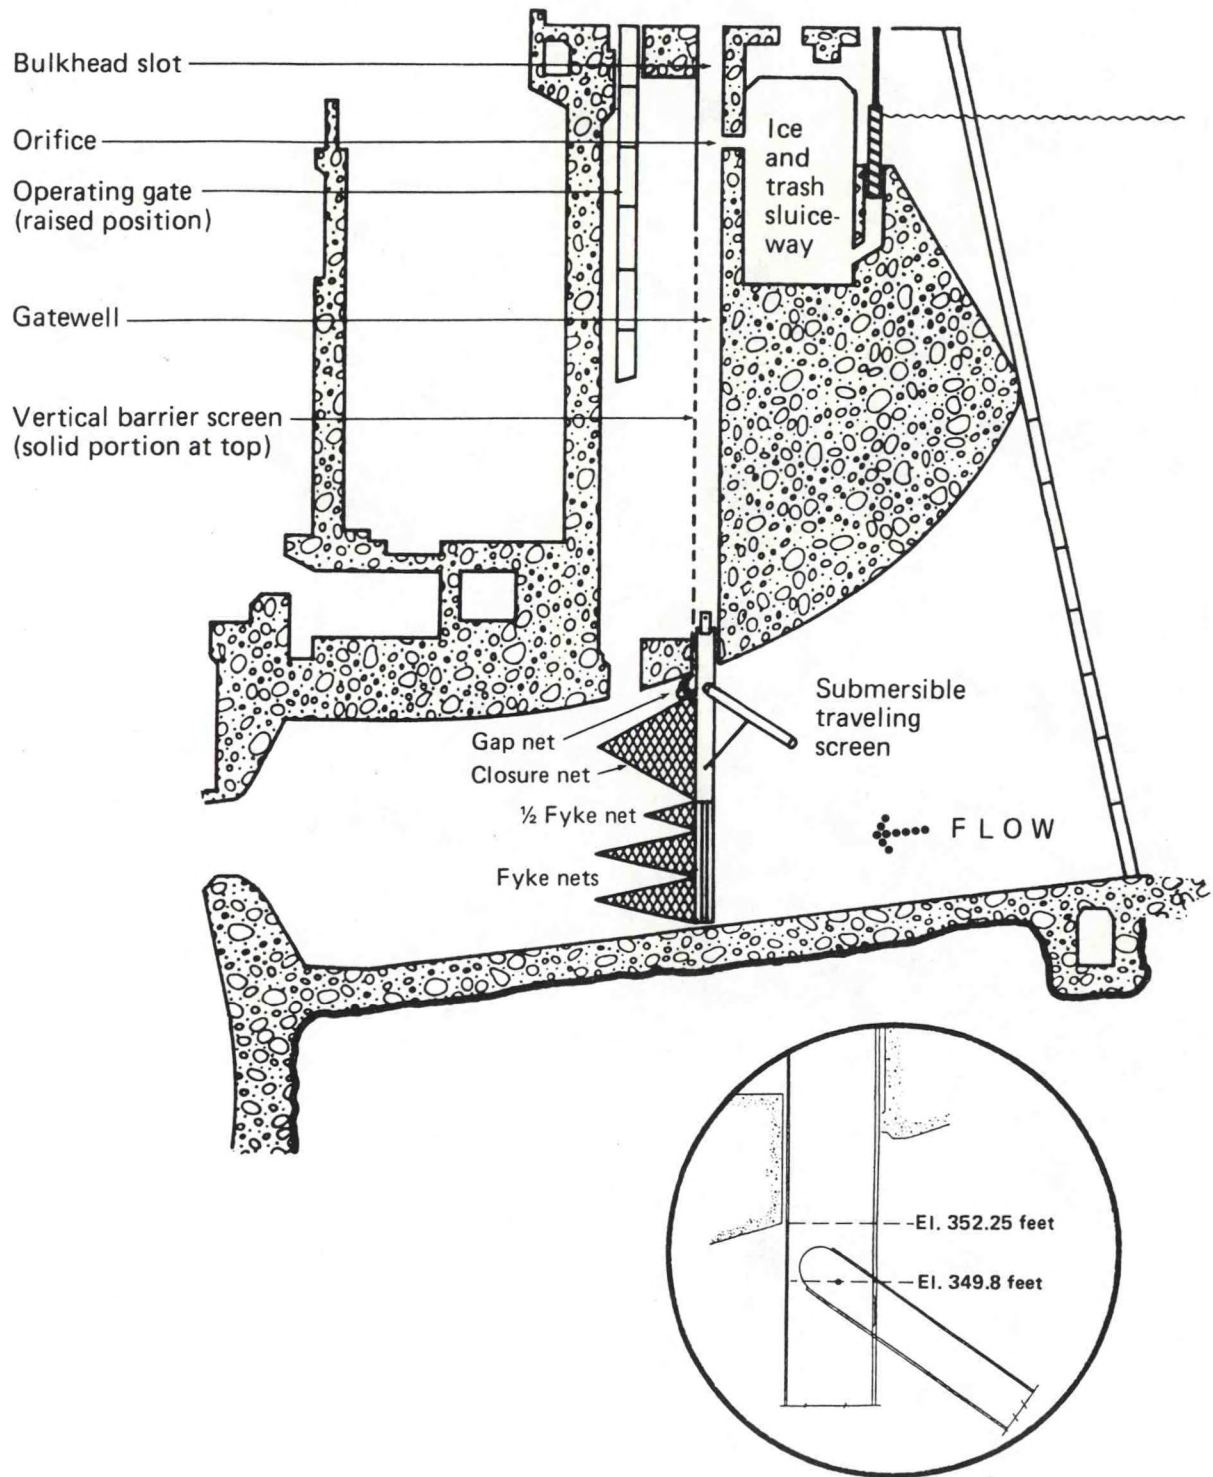 Bulkhead slot
Orifice
Operating gate
(raised position)
Gatewell
Vertical barrier screen
(solid portion at top)
Ice
and
trash
sluice-
way
Submersible
traveling
screen
Gap net
Closure net
½ Fyke net
Fyke nets
FLOW
El. 352.25 feet
El. 349.8 feet